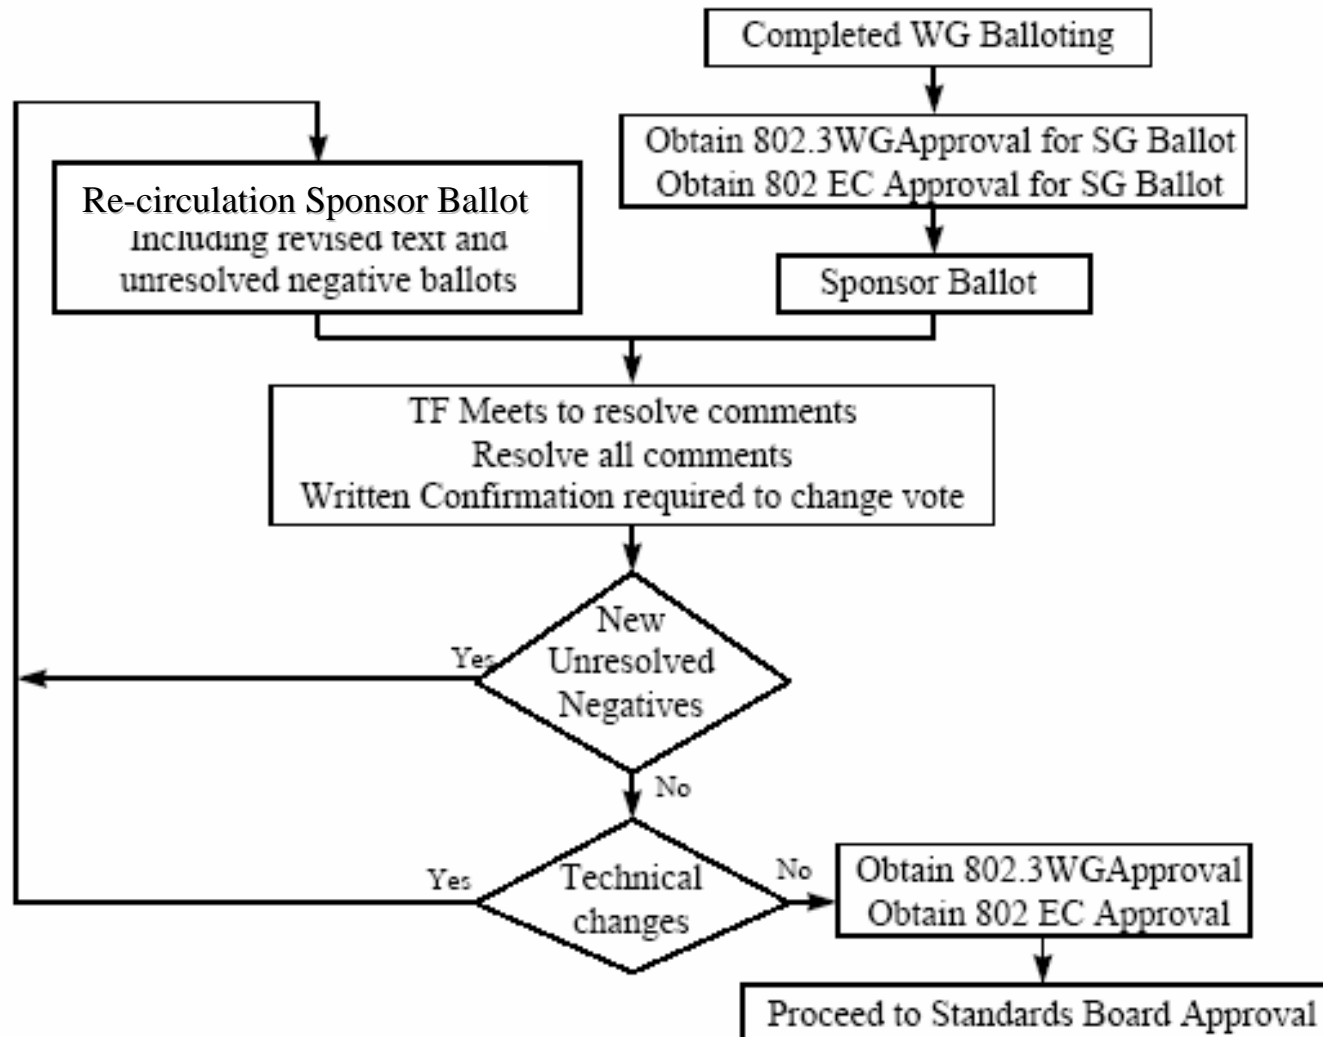 Completed WG Balloting
Obtain 802.3WGApproval for SG Ballot
Obtain 802 EC Approval for SG Ballot
Re-circulation Sponsor Ballot
Including revised text and
unresolved negative ballots
Sponsor Ballot
TF Meets to resolve comments
Resolve all comments
Written Confirmation required to change vote
New
Unresolved
Negatives
Yes
No
Technical
changes
Yes
No
Obtain 802.3WGApproval
Obtain 802 EC Approval
Proceed to Standards Board Approval